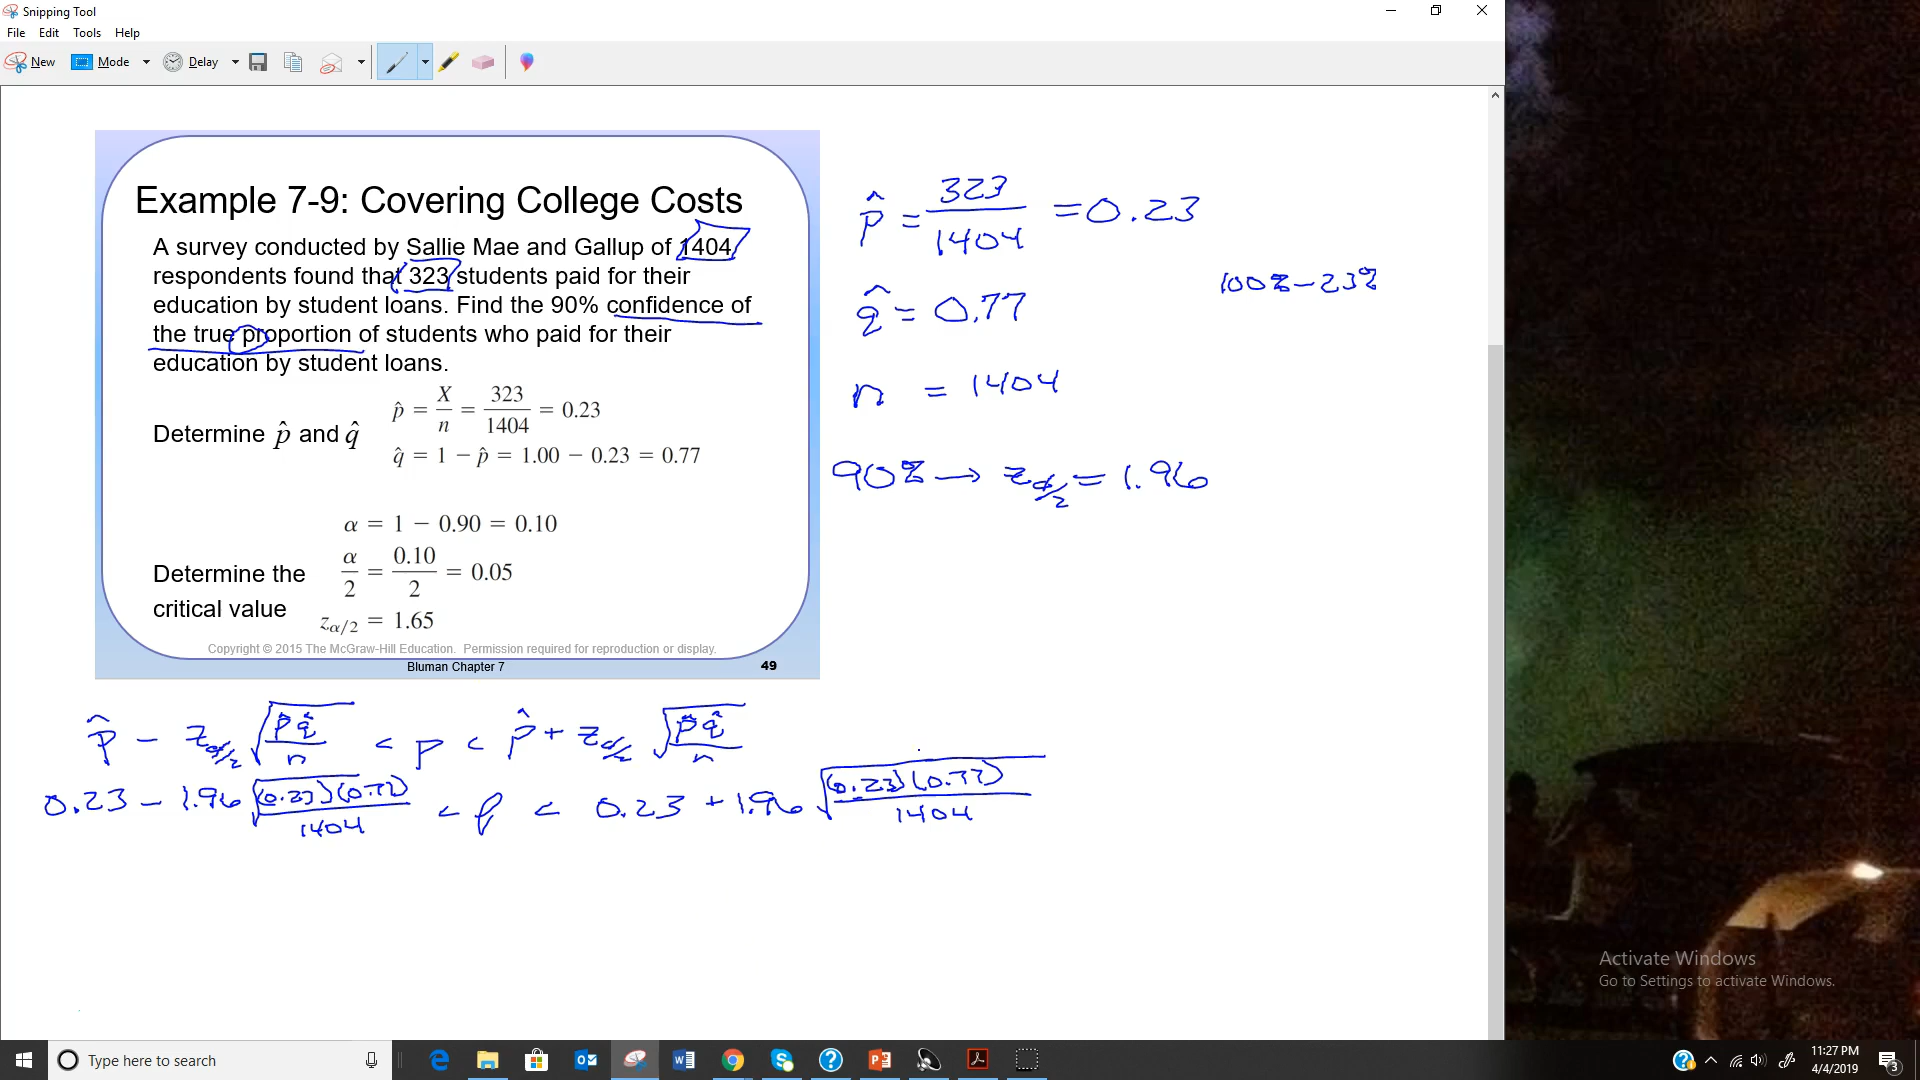 Snipping Tool
File Edit Tools Help
New Mode Delay
Example 7-9: Covering College Costs
A survey conducted by Sallie Mae and Gallup of 1404
respondents found that 323 students paid for their
education by student loans. Find the 90% confidence of
the true proportion of students who paid for their
education by student loans.
Determine p̂ and q̂
p̂ = X/n = 323/1404 = 0.23
q̂ = 1 − p̂ = 1.00 − 0.23 = 0.77
α = 1 − 0.90 = 0.10
α/2 = 0.10/2 = 0.05
Determine the
critical value
zα/2 = 1.65
Copyright © 2015 The McGraw-Hill Education. Permission required for reproduction or display.
Bluman Chapter 7
49
p̂ = 323/1404 = 0.23
100% − 23%
q̂ = 0.77
n = 1404
90% → zα/2 = 1.96
p̂ − zα/2 √(p̂q̂/n) < p < p̂ + zα/2 √(p̂q̂/n)
0.23 − 1.96 √((0.23)(0.77)/1404) < p < 0.23 + 1.96 √((0.23)(0.77)/1404)
Activate Windows
Go to Settings to activate Windows.
Type here to search
11:27 PM
4/4/2019
3